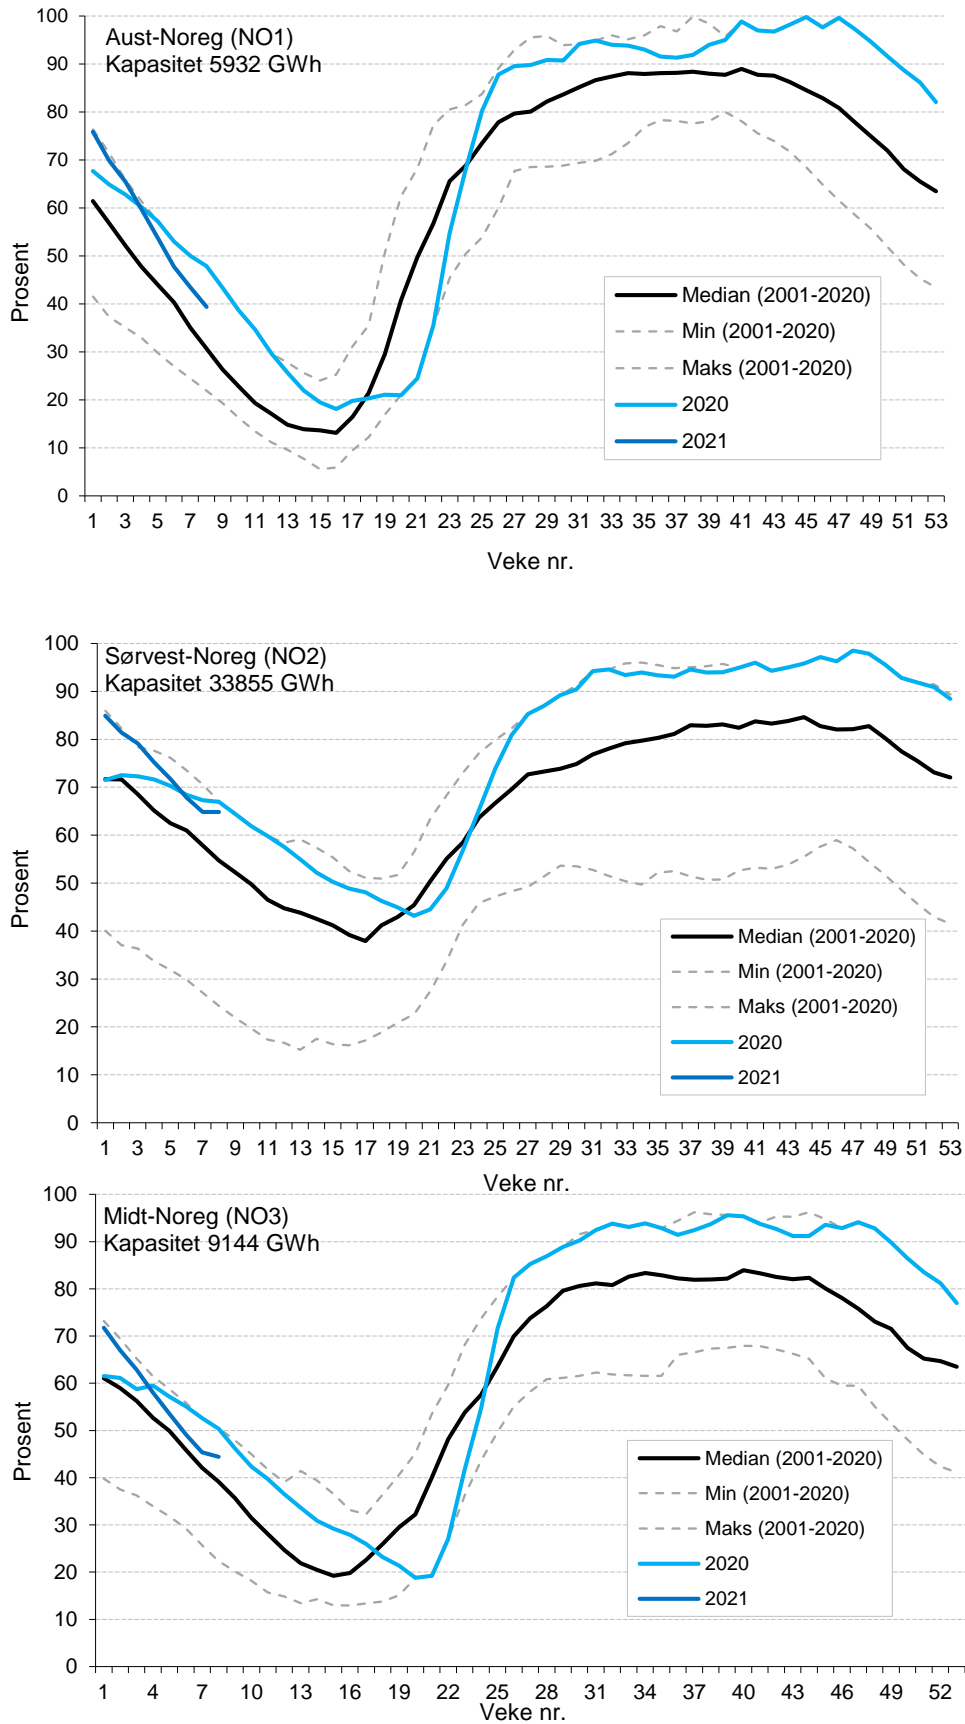 Aust-Noreg (NO1)
Kapasitet 5932 GWh
Prosent
100
90
80
70
60
50
40
30
20
10
0
Median (2001-2020)
Min (2001-2020)
Maks (2001-2020)
2020
2021
1 3 5 7 9 11 13 15 17 19 21 23 25 27 29 31 33 35 37 39 41 43 45 47 49 51 53
Veke nr.
Sørvest-Noreg (NO2)
Kapasitet 33855 GWh
Prosent
100
90
80
70
60
50
40
30
20
10
0
Median (2001-2020)
Min (2001-2020)
Maks (2001-2020)
2020
2021
1 3 5 7 9 11 13 15 17 19 21 23 25 27 29 31 33 35 37 39 41 43 45 47 49 51 53
Veke nr.
Midt-Noreg (NO3)
Kapasitet 9144 GWh
Prosent
100
90
80
70
60
50
40
30
20
10
0
Median (2001-2020)
Min (2001-2020)
Maks (2001-2020)
2020
2021
1 4 7 10 13 16 19 22 25 28 31 34 37 40 43 46 49 52
Veke nr.